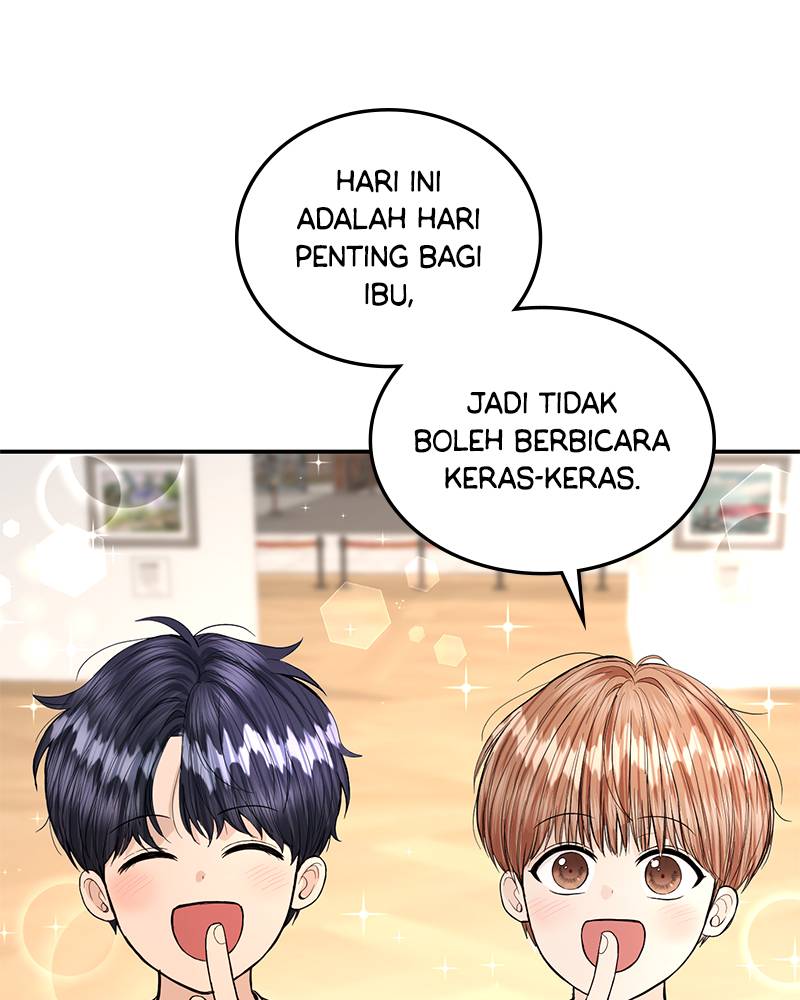 HARI INI
ADALAH HARI
PENTING BAGI
IBU,
JADI TIDAK
BOLEH BERBICARA
KERAS-KERAS.